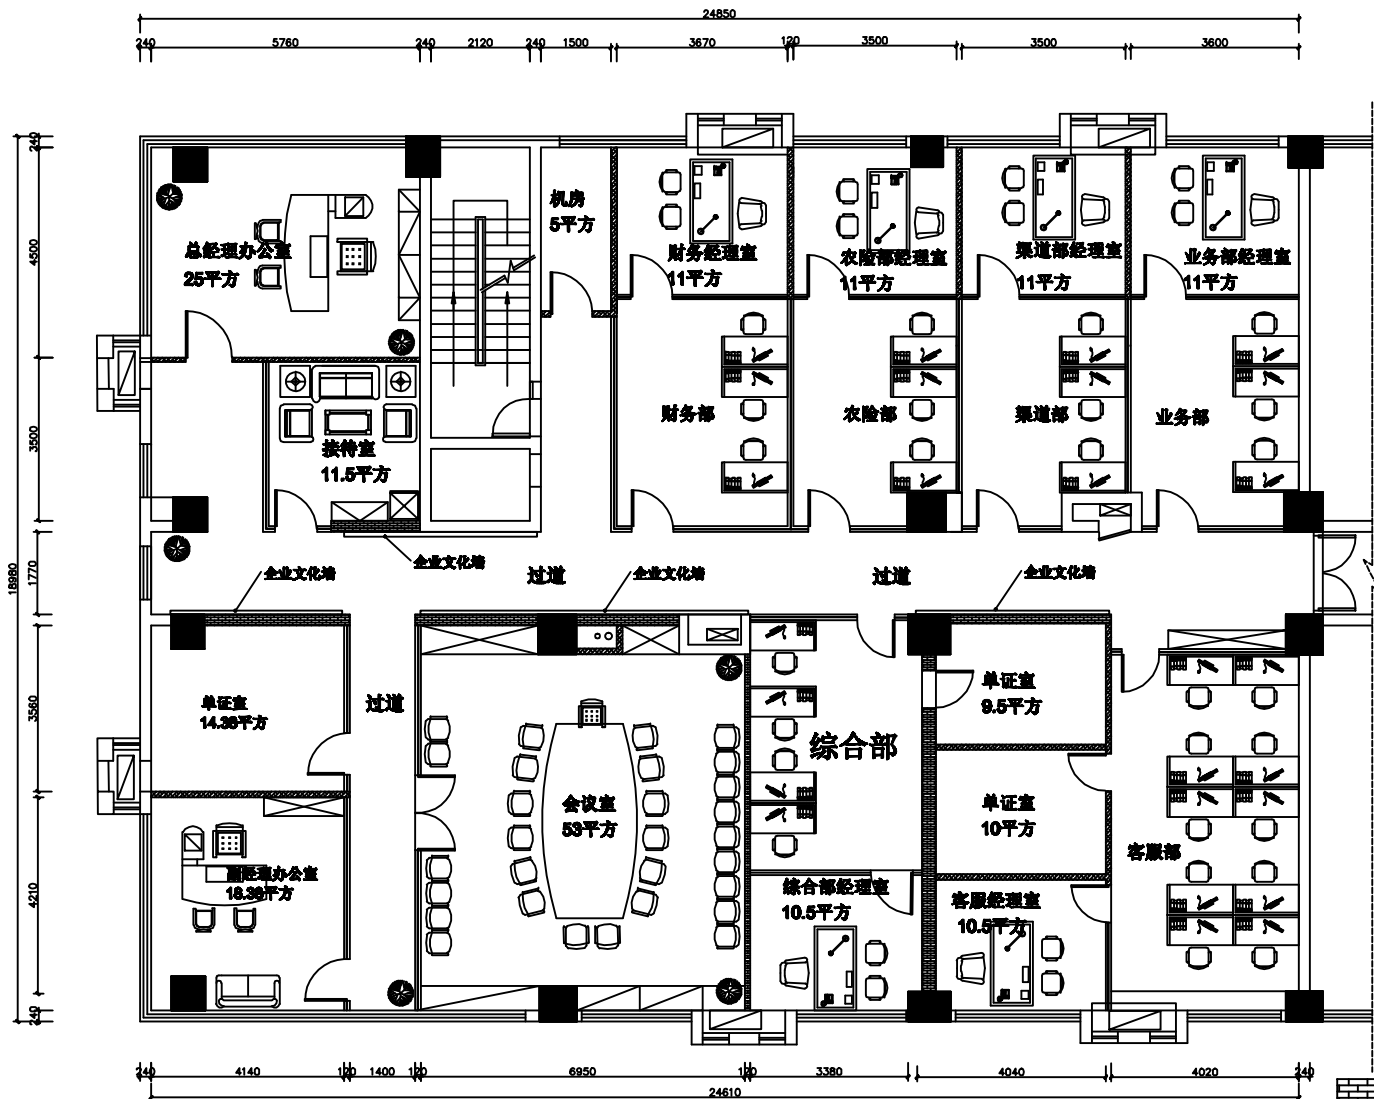 24850
240
5760
240
2120
240
1500
3670
120
3500
3500
3600
240
4500
3500
18980
1770
3560
4210
240
机房
5平方
总经理办公室
25平方
财务经理室
11平方
农险部经理室
11平方
渠道部经理室
11平方
业务部经理室
11平方
财务部
农险部
渠道部
业务部
接待室
11.5平方
企业文化墙
企业文化墙
过道
企业文化墙
过道
企业文化墙
单证室
14.38平方
过道
单证室
9.5平方
综合部
会议室
53平方
单证室
10平方
客服部
副经理办公室
18.38平方
综合部经理室
10.5平方
客服经理室
10.5平方
240
4140
120
1400
120
6950
120
3380
4040
4020
240
24610